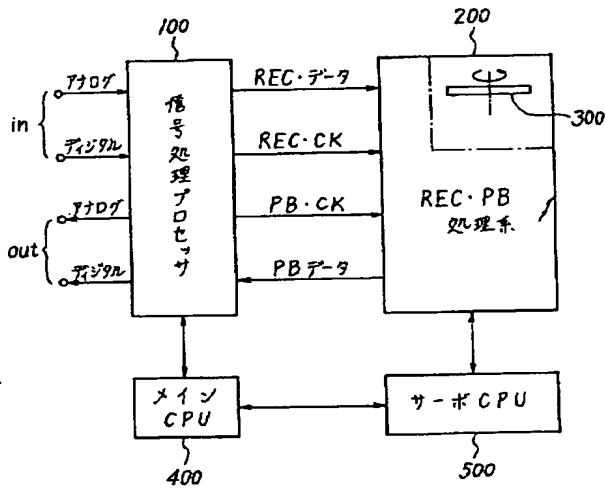 100
200
アナログ
in
ディジタル
アナログ
out
ディジタル
信号処理プロセッサ
REC・データ
REC・CK
PB・CK
PBデータ
300
REC・PB
処理系
メイン
CPU
サーボCPU
400
500